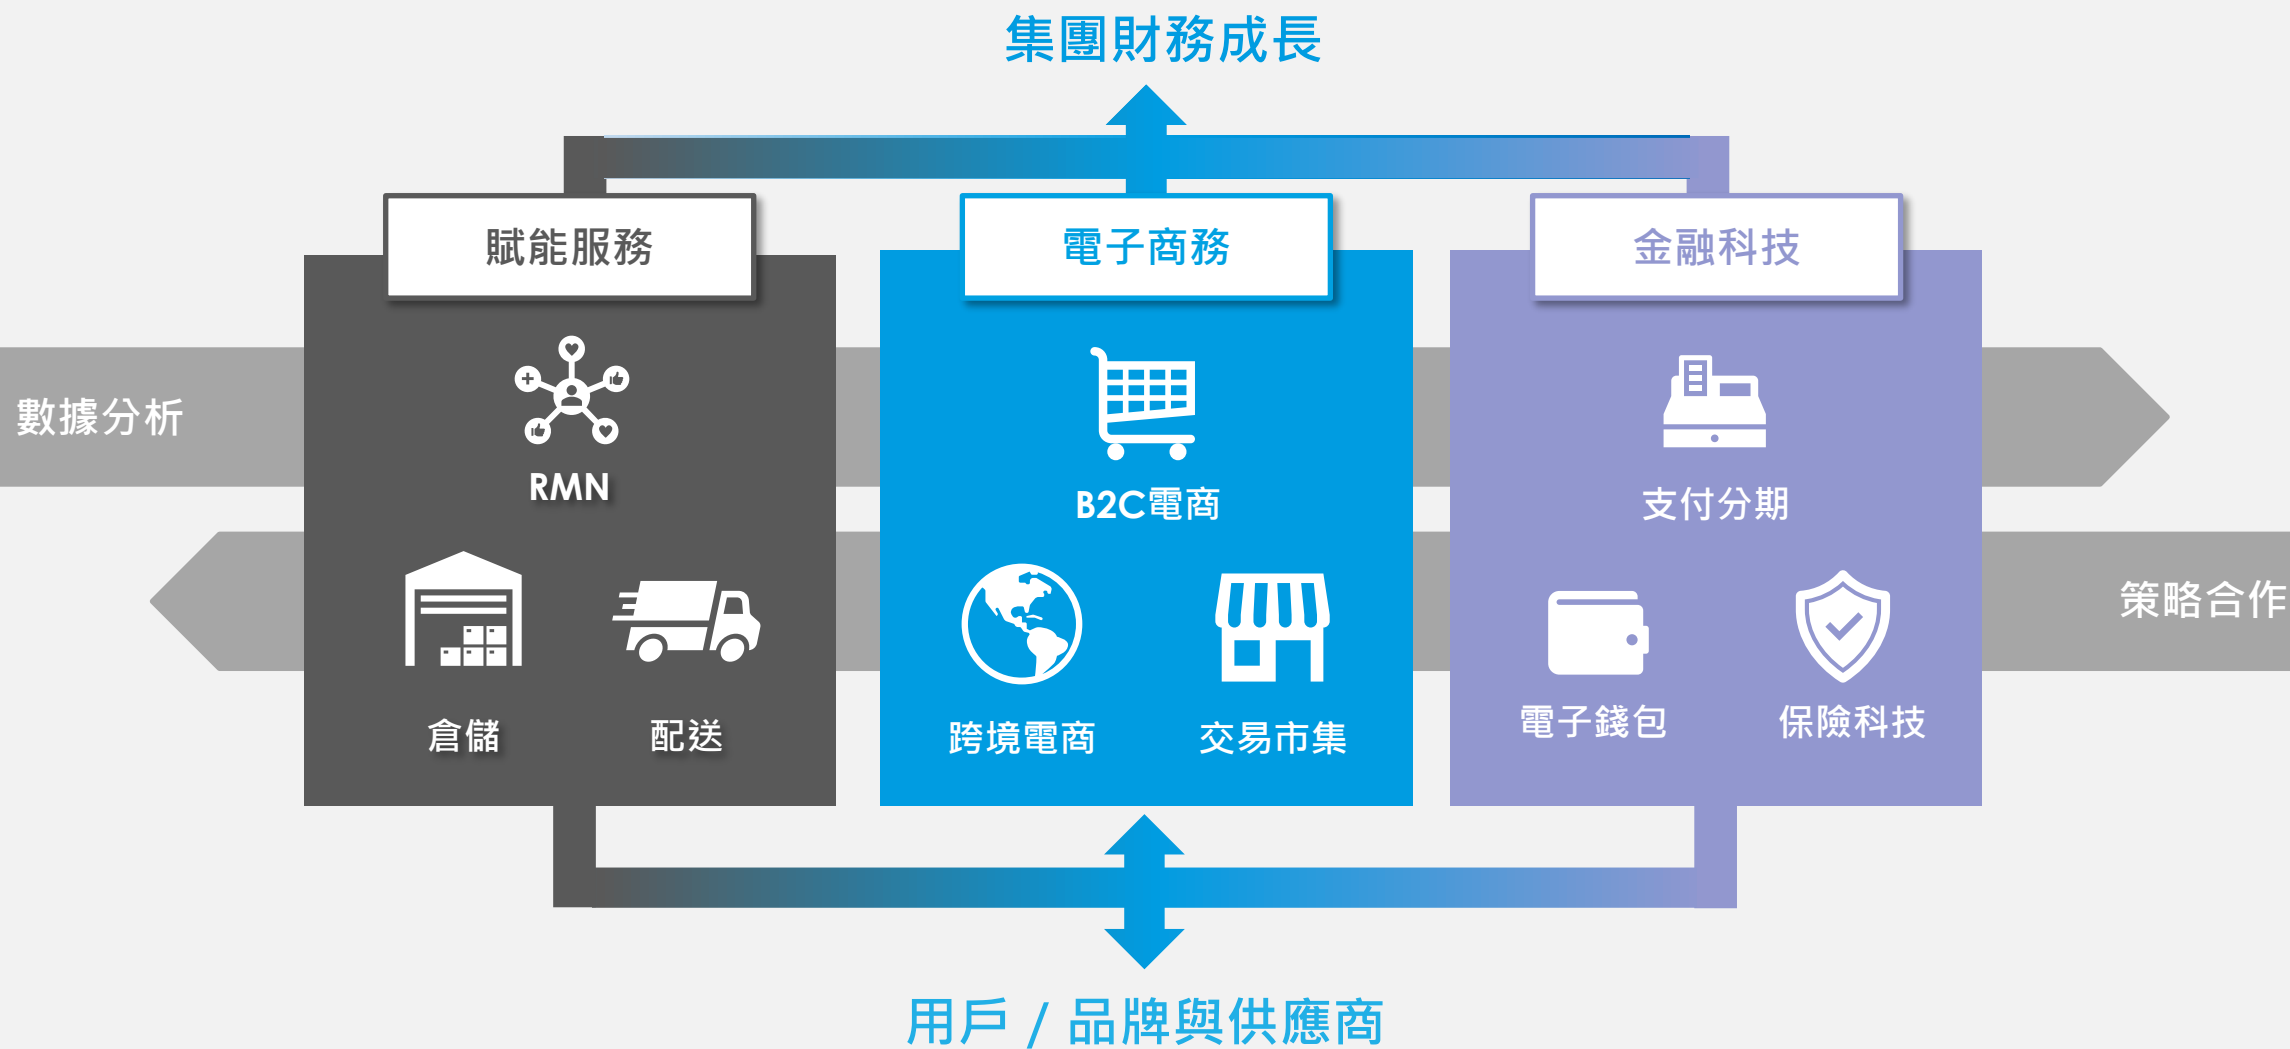 集團財務成長
賦能服務
電子商務
金融科技
數據分析
RMN
B2C電商
支付分期
策略合作
倉儲
配送
跨境電商
交易市集
電子錢包
保險科技
用戶 / 品牌與供應商